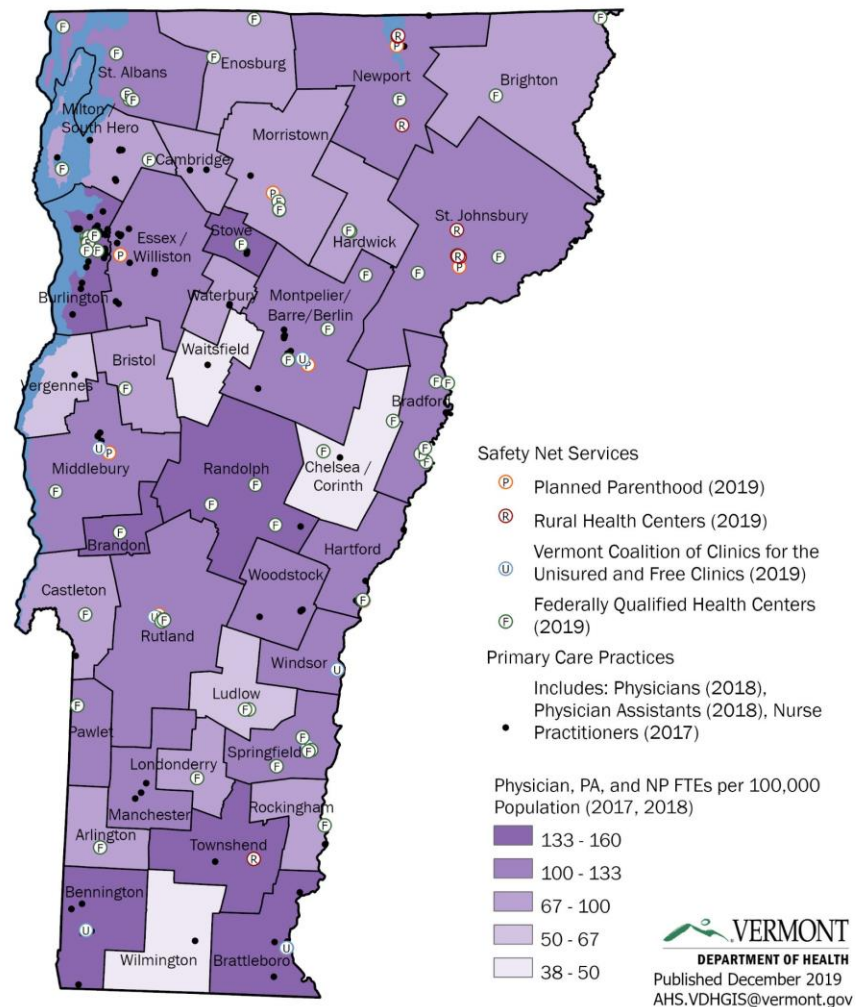 Enosburg
St. Albans
Newport
Brighton
Milton /
South Hero
Morristown
Cambridge
St. Johnsbury
Hardwick
Essex /
Williston
Stowe
Burlington
Waterbury
Montpelier/
Barre/Berlin
Waitsfield
Bristol
Vergennes
Bradford
Middlebury
Randolph
Chelsea /
Corinth
Brandon
Hartford
Woodstock
Castleton
Rutland
Windsor
Ludlow
Pawlet
Springfield
Londonderry
Manchester
Rockingham
Arlington
Townshend
Bennington
Wilmington
Brattleboro
Safety Net Services
P Planned Parenthood (2019)
R Rural Health Centers (2019)
U Vermont Coalition of Clinics for the
Unisured and Free Clinics (2019)
F Federally Qualified Health Centers
(2019)
Primary Care Practices
Includes: Physicians (2018),
Physician Assistants (2018), Nurse
Practitioners (2017)
Physician, PA, and NP FTEs per 100,000
Population (2017, 2018)
133 - 160
100 - 133
67 - 100
50 - 67
38 - 50
VERMONT
DEPARTMENT OF HEALTH
Published December 2019
AHS.VDHGIS@vermont.gov